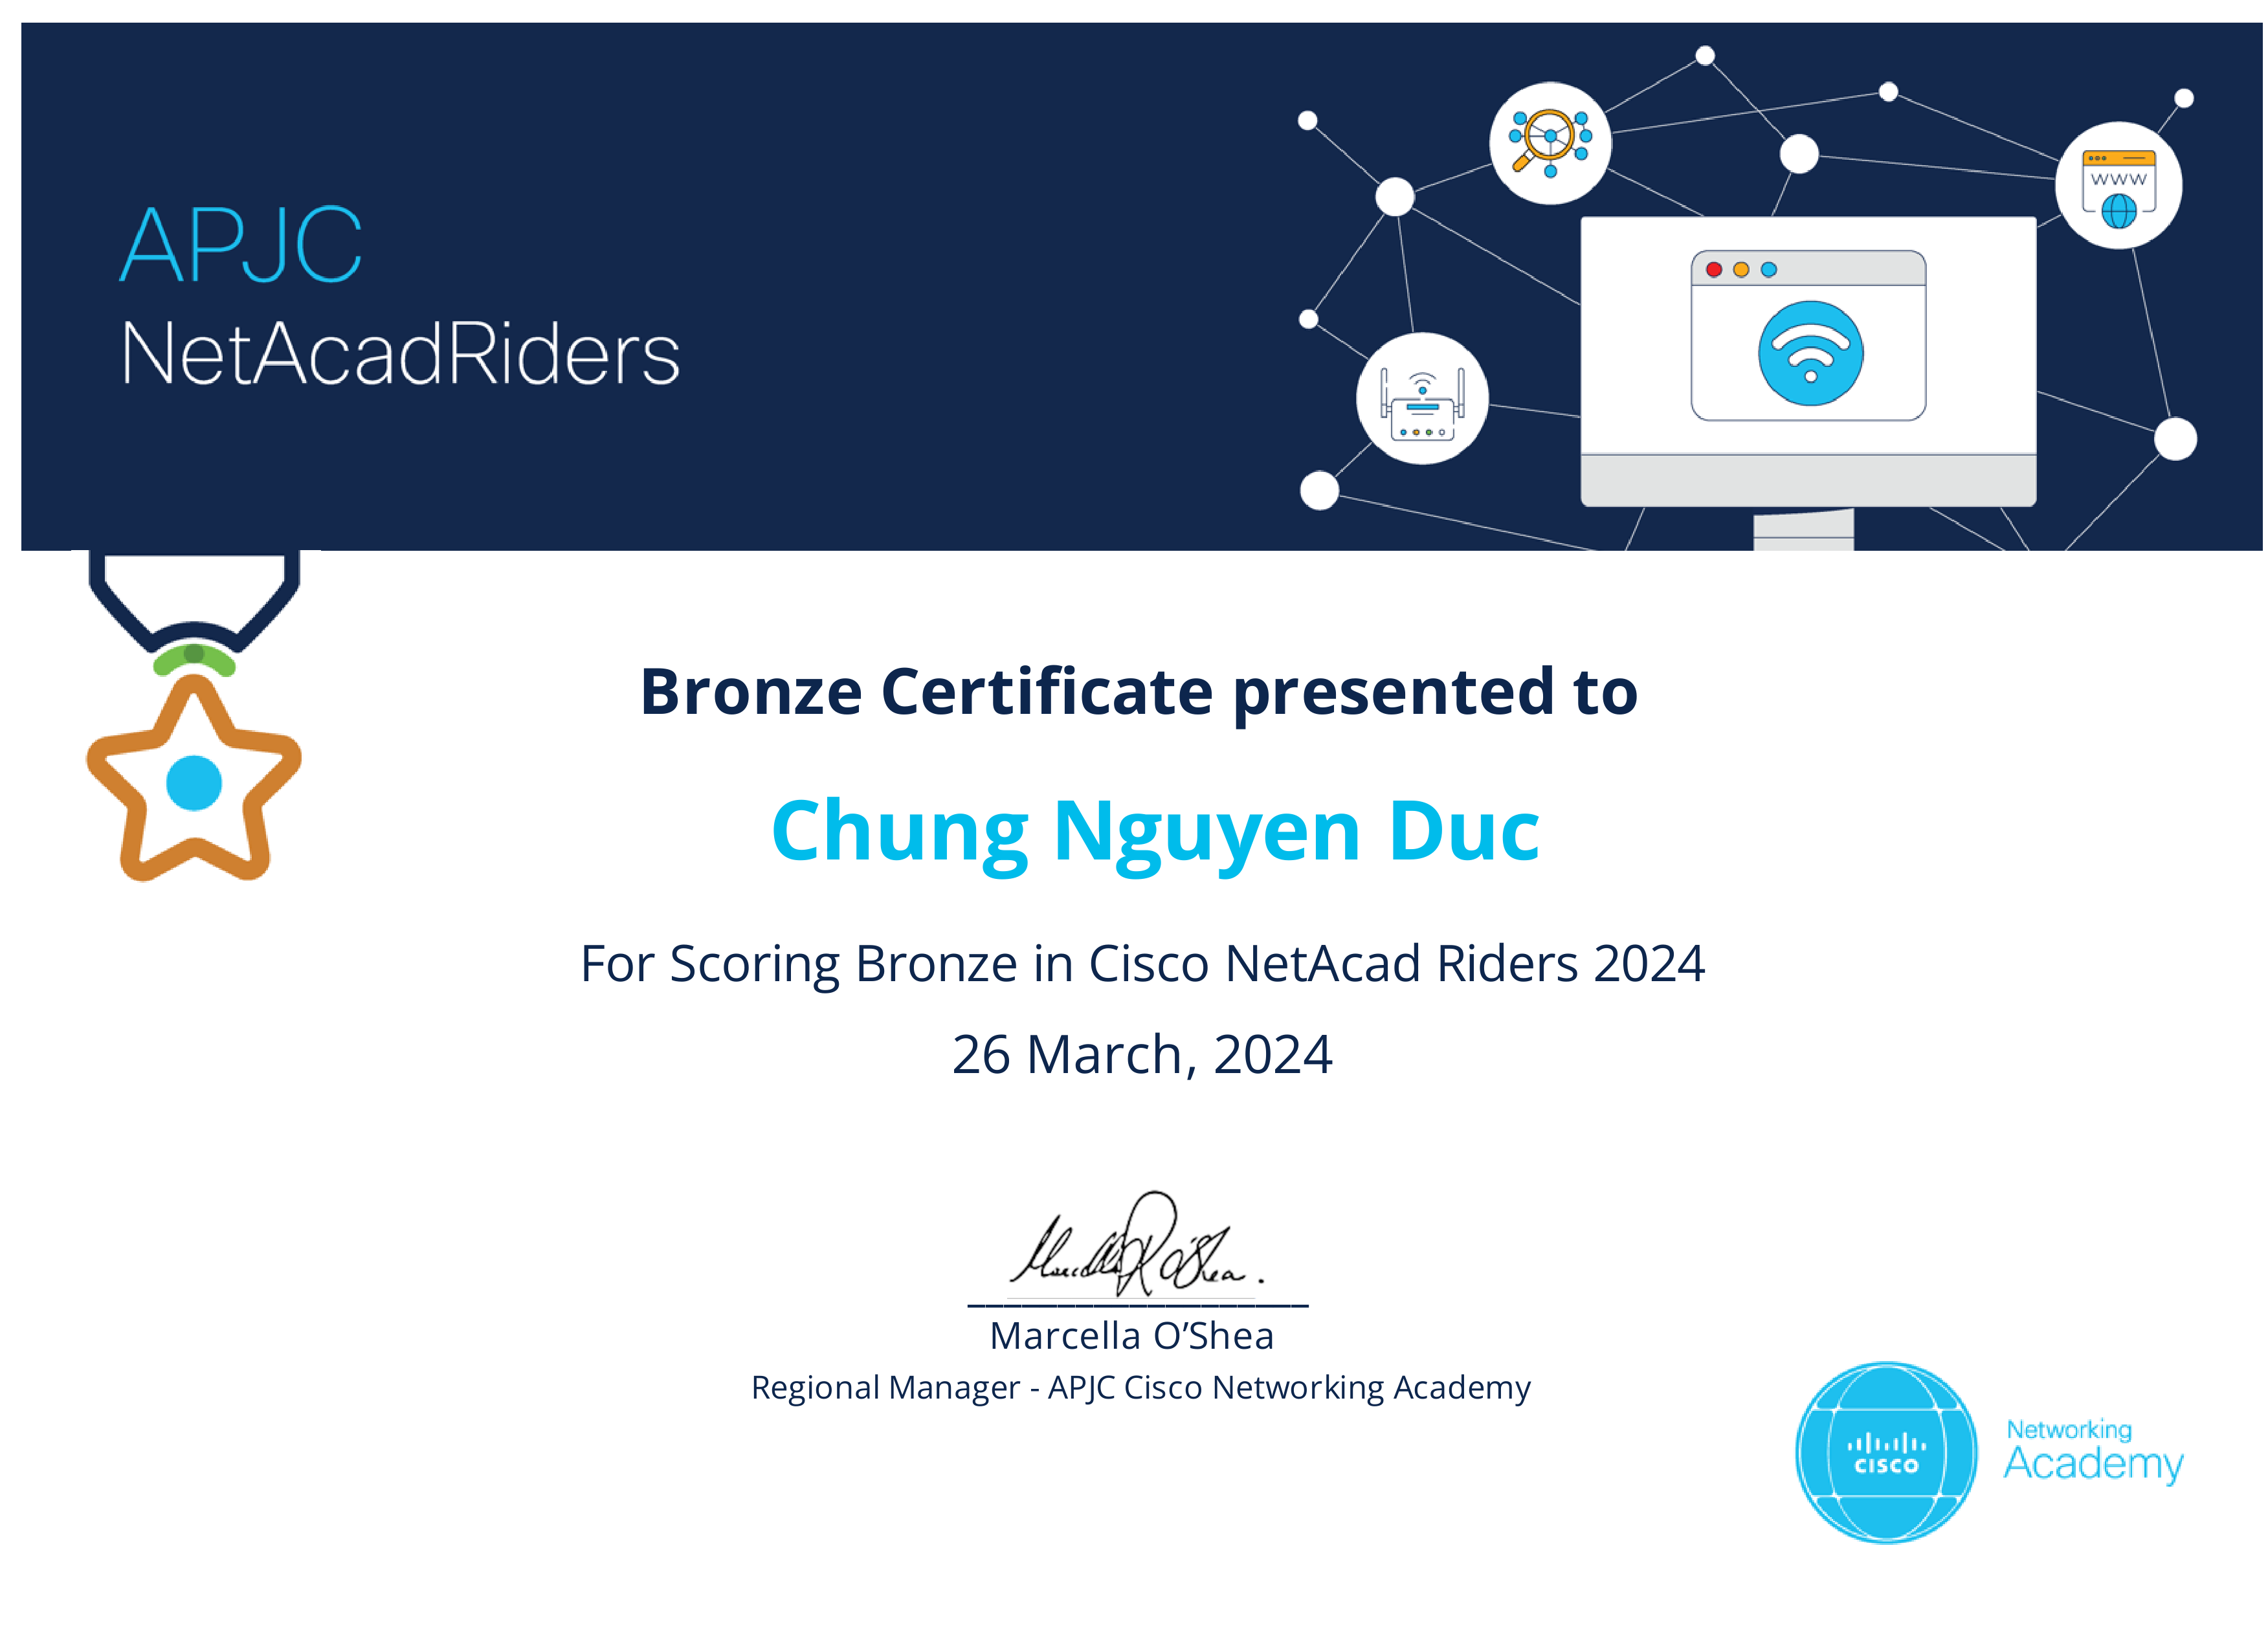 APJC
NetAcadRiders
WWW
Bronze Certificate presented to
Chung Nguyen Duc
For Scoring Bronze in Cisco NetAcad Riders 2024
26 March, 2024
Marcella R O'Shea.
Marcella O’Shea
Regional Manager - APJC Cisco Networking Academy
CISCO
Networking
Academy